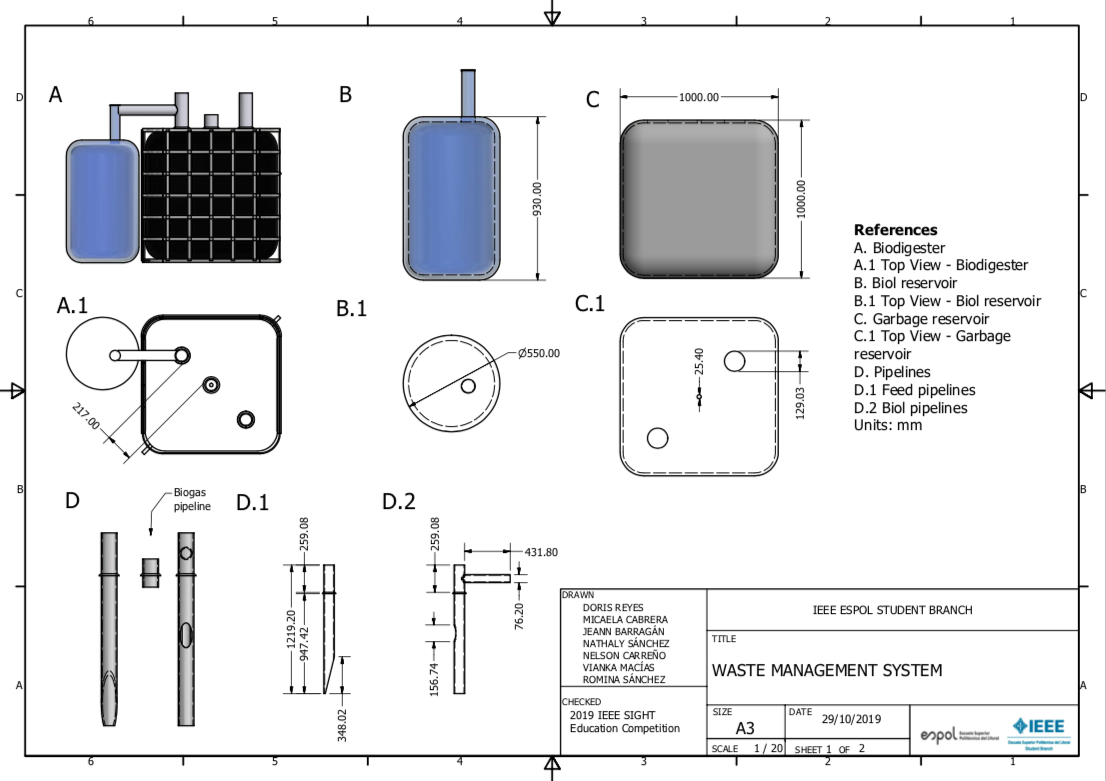 6 5 4 3 2 1
D
C
B
A
D
C
B
A
A
B
C
1000.00
930.00
1000.00
References
A. Biodigester
A.1 Top View - Biodigester
B. Biol reservoir
B.1 Top View - Biol reservoir
C. Garbage reservoir
C.1 Top View - Garbage
reservoir
D. Pipelines
D.1 Feed pipelines
D.2 Biol pipelines
Units: mm
A.1
217.00
B.1
Ø550.00
C.1
25.40
129.03
D
Biogas
pipeline
D.1
259.08
1219.20
947.42
348.02
D.2
259.08
431.80
76.20
156.74
DRAWN
DORIS REYES
MICAELA CABRERA
JEANN BARRAGÁN
NATHALY SÁNCHEZ
NELSON CARREÑO
VIANKA MACÍAS
ROMINA SÁNCHEZ
CHECKED
2019 IEEE SIGHT
Education Competition
IEEE ESPOL STUDENT BRANCH
TITLE
WASTE MANAGEMENT SYSTEM
SIZE
A3
DATE
29/10/2019
SCALE 1 / 20
SHEET 1 OF 2
espol Escuela Superior
Politécnica del Litoral
IEEE
Escuela Superior Politécnica del Litoral
Student Branch
6 5 4 3 2 1